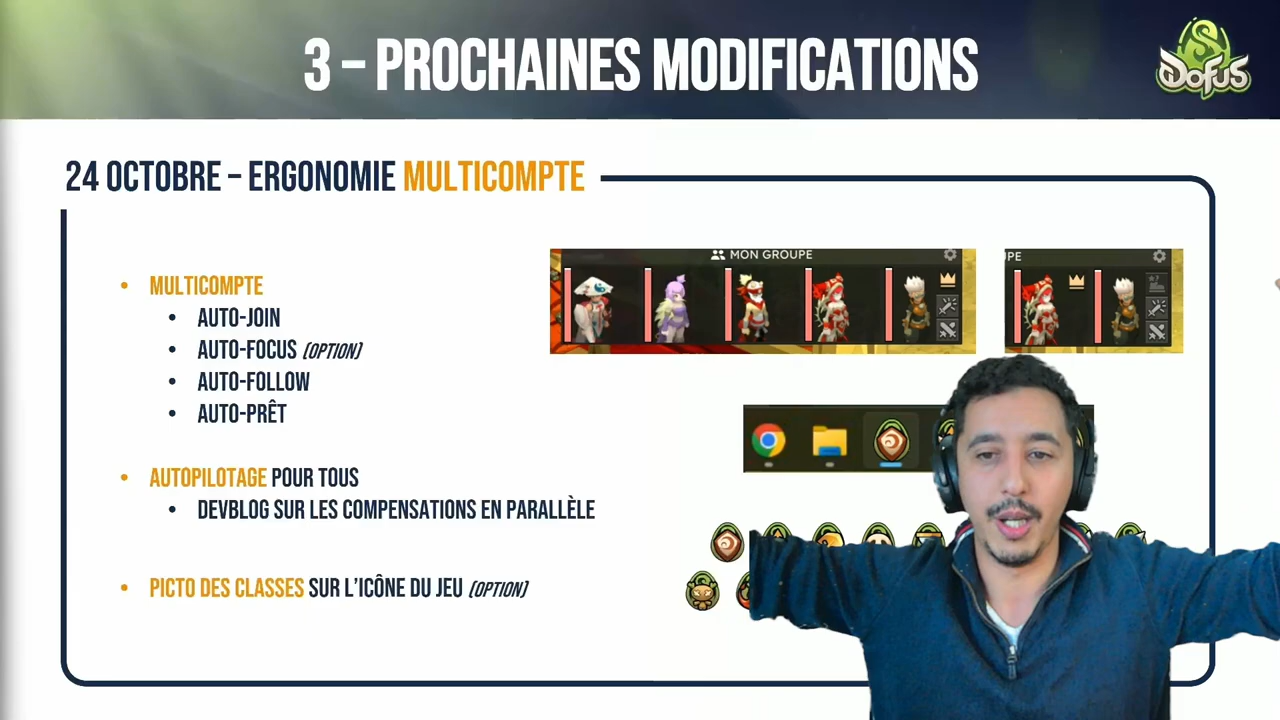 3 – PROCHAINES MODIFICATIONS
DOFUS
24 OCTOBRE – ERGONOMIE MULTICOMPTE
• MULTICOMPTE
• AUTO-JOIN
• AUTO-FOCUS (OPTION)
• AUTO-FOLLOW
• AUTO-PRÊT
• AUTOPILOTAGE POUR TOUS
• DEVBLOG SUR LES COMPENSATIONS EN PARALLÈLE
• PICTO DES CLASSES SUR L'ICÔNE DU JEU (OPTION)
MON GROUPE
PE